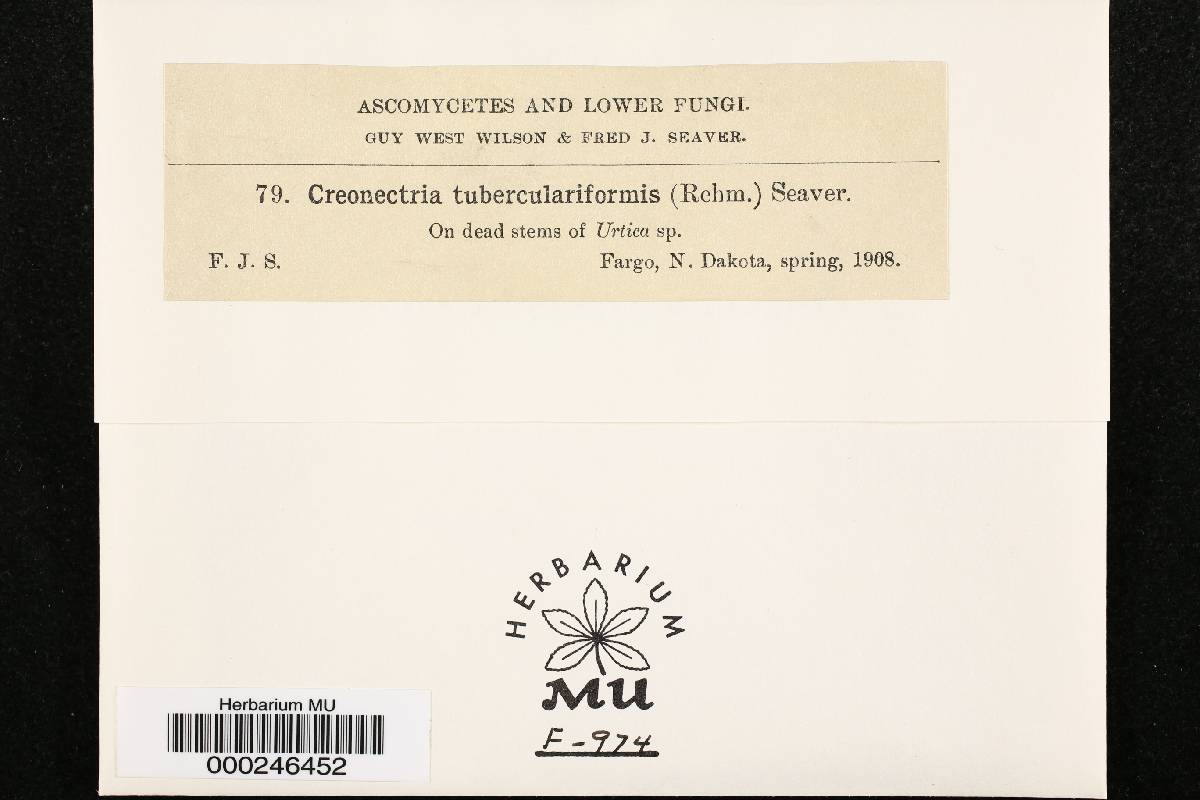 ASCOMYCETES AND LOWER FUNGI.
GUY WEST WILSON & FRED J. SEAVER.
79. Creonectria tuberculariformis (Rehm.) Seaver.
On dead stems of Urtica sp.
F. J. S. Fargo, N. Dakota, spring, 1908.
HERBARIUM
MU
F-974
Herbarium MU
000246452